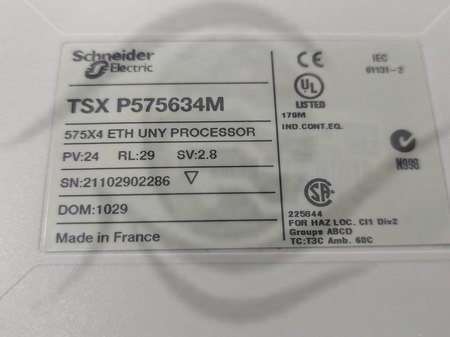 Schneider
Electric
TSX P575634M
575X4 ETH UNY PROCESSOR
PV:24 RL:29 SV:2.8
SN:21102902286
DOM:1029
Made in France
CE
IEC
61131-2
UL
LISTED
178M
IND.CONT.EQ.
N998
SA
225844
FOR HAZ LOC. Cl1 Div2
Groups ABCD
TC:T3C Amb. 60C